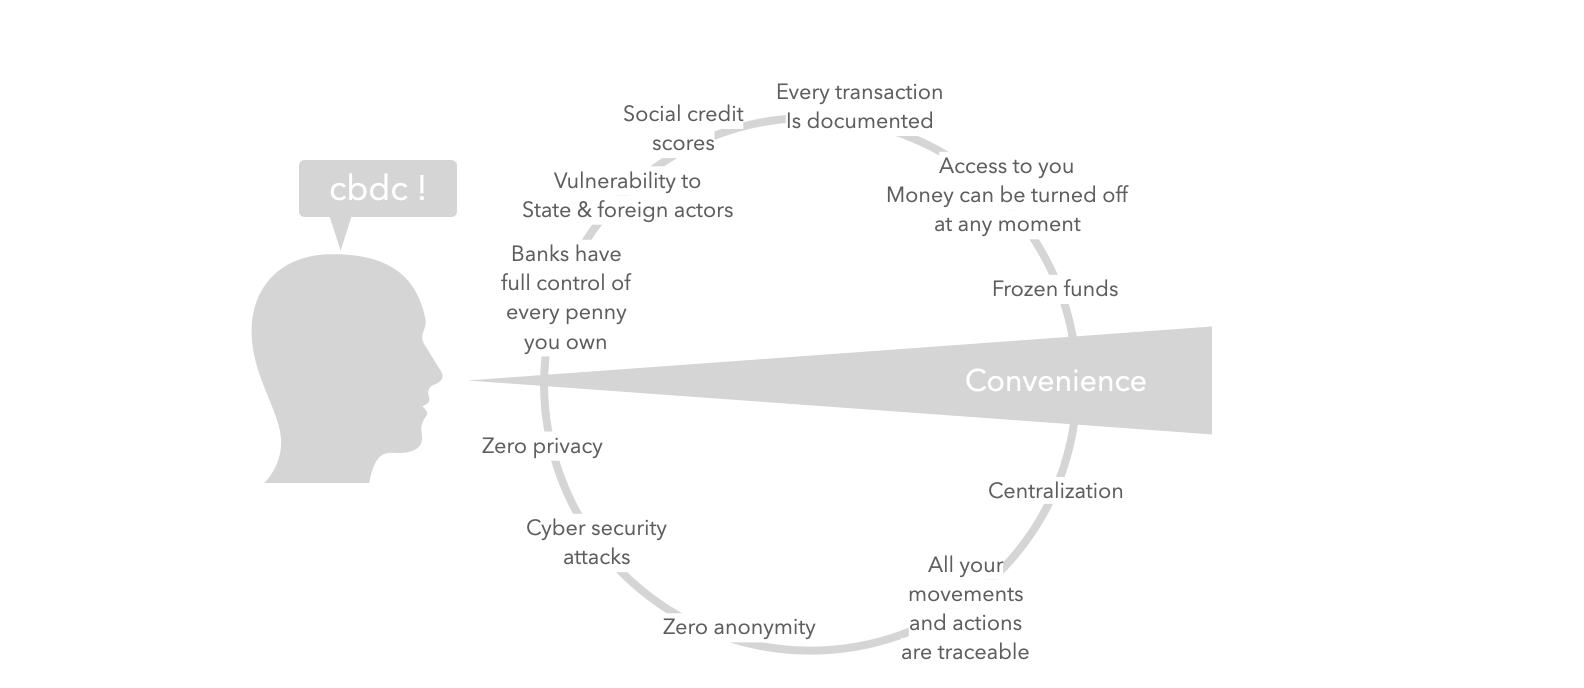 Every transaction
Is documented
Social credit
scores
Access to you
Money can be turned off
at any moment
cbdc !
Vulnerability to
State & foreign actors
Banks have
full control of
every penny
you own
Frozen funds
Convenience
Zero privacy
Centralization
Cyber security
attacks
All your
movements
and actions
are traceable
Zero anonymity